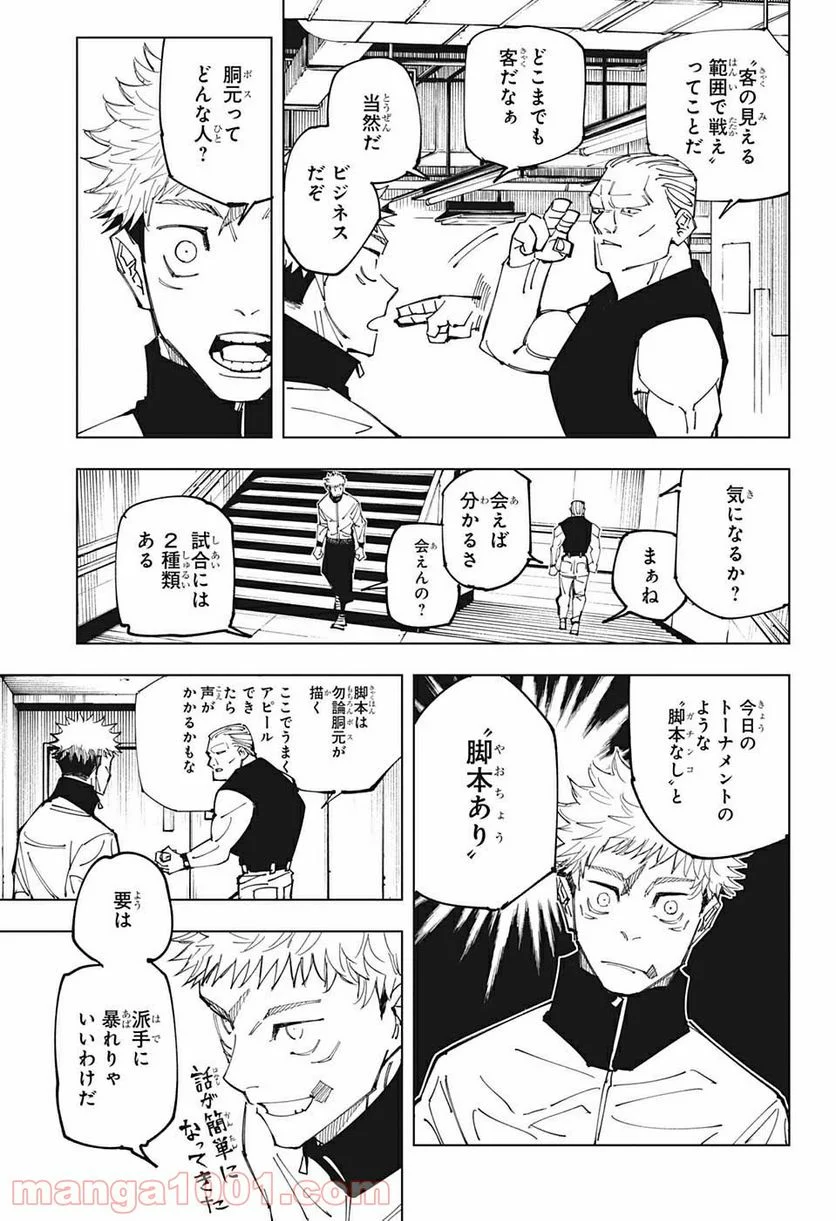 〝客の見える
範囲で戦え〟
ってことだ
どこまでも
客だなぁ
当然だ
ビジネス
だぞ
胴元って
どんな人?
気になるか?
まぁね
会えば
分かるさ
会えんの?
試合には
2種類
ある
今日の
トーナメントの
ような
〝脚本なし〟と
〝脚本あり〟
脚本は
勿論胴元が
描く
ここでうまく
アピール
でき
たら
声が
かかるかもな
要は
派手に
暴れりゃ
いいわけだ
話が
簡単に
なってきた
manga1001.com